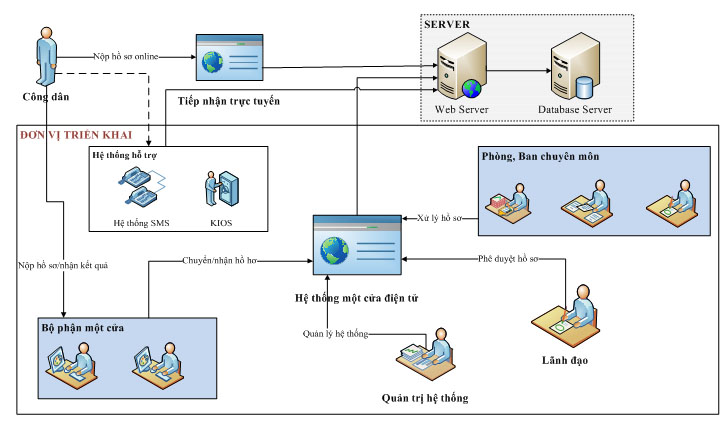 SERVER
Nộp hồ sơ online
Công dân
Tiếp nhận trực tuyến
Web Server
Database Server
ĐƠN VỊ TRIỂN KHAI
Hệ thống hỗ trợ
Hệ thống SMS
KIOS
Phòng, Ban chuyên môn
Xử lý hồ sơ
Nộp hồ sơ/nhận kết quả
Chuyển/nhận hồ hơ
Phê duyệt hồ sơ
Hệ thống một cửa điện tử
Bộ phận một cửa
Quản lý hệ thống
Lãnh đạo
Quản trị hệ thống